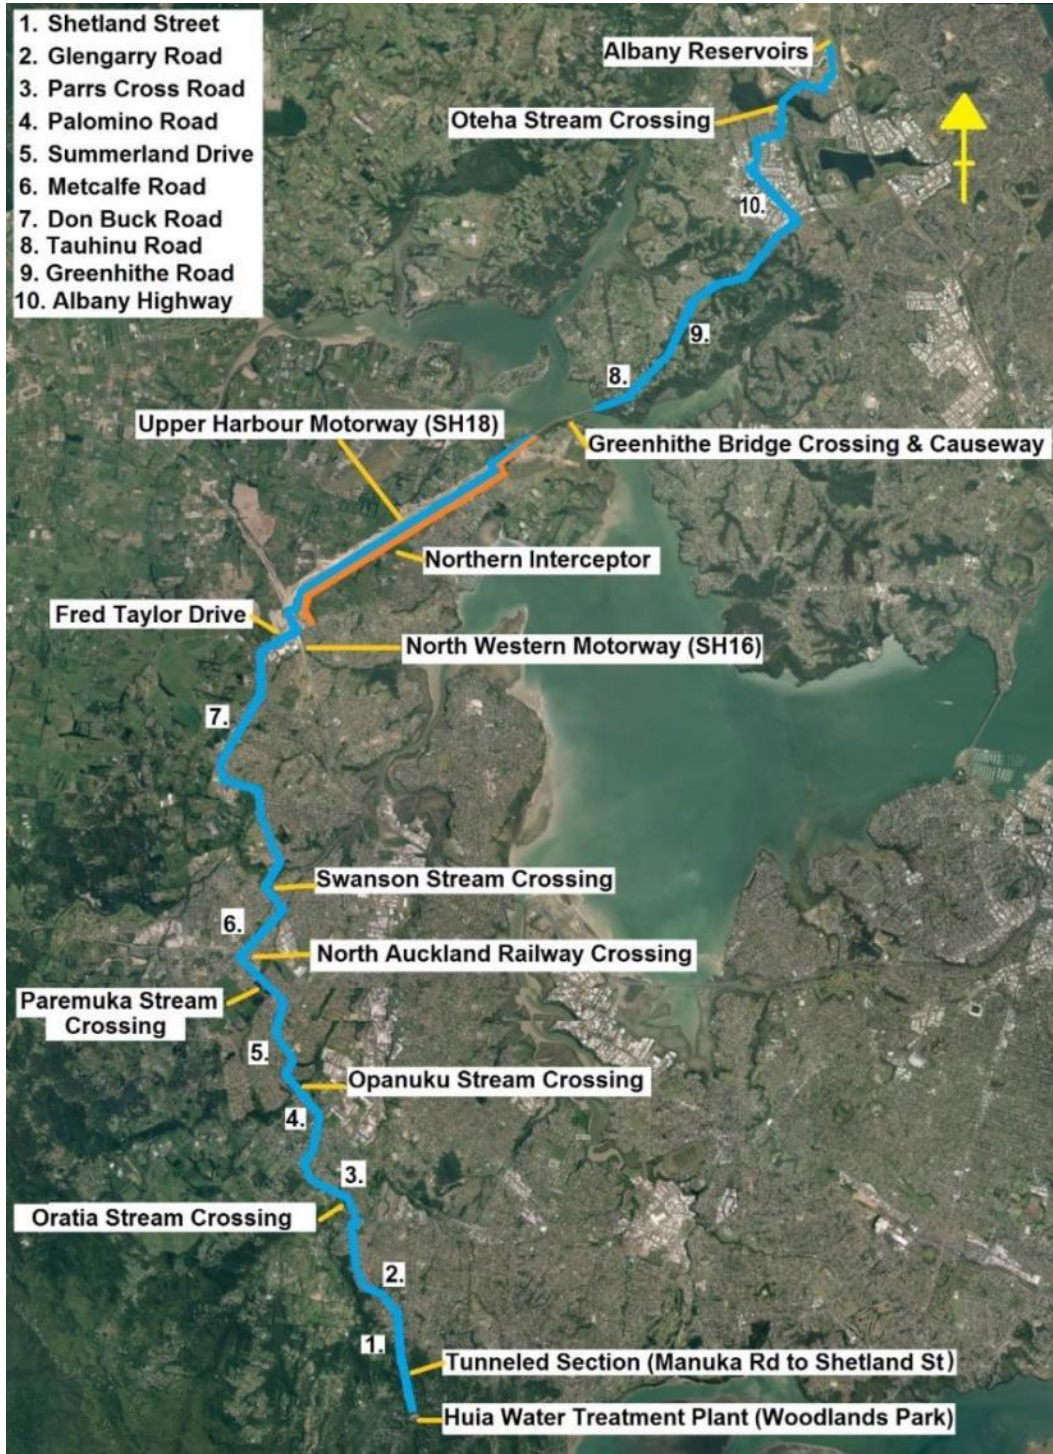 1. Shetland Street
2. Glengarry Road
3. Parrs Cross Road
4. Palomino Road
5. Summerland Drive
6. Metcalfe Road
7. Don Buck Road
8. Tauhinu Road
9. Greenhithe Road
10. Albany Highway
Albany Reservoirs
Oteha Stream Crossing
10.
9.
8.
Upper Harbour Motorway (SH18)
Greenhithe Bridge Crossing & Causeway
Northern Interceptor
Fred Taylor Drive
North Western Motorway (SH16)
7.
Swanson Stream Crossing
6.
North Auckland Railway Crossing
Paremuka Stream
Crossing
5.
Opanuku Stream Crossing
4.
3.
Oratia Stream Crossing
2.
1.
Tunneled Section (Manuka Rd to Shetland St)
Huia Water Treatment Plant (Woodlands Park)